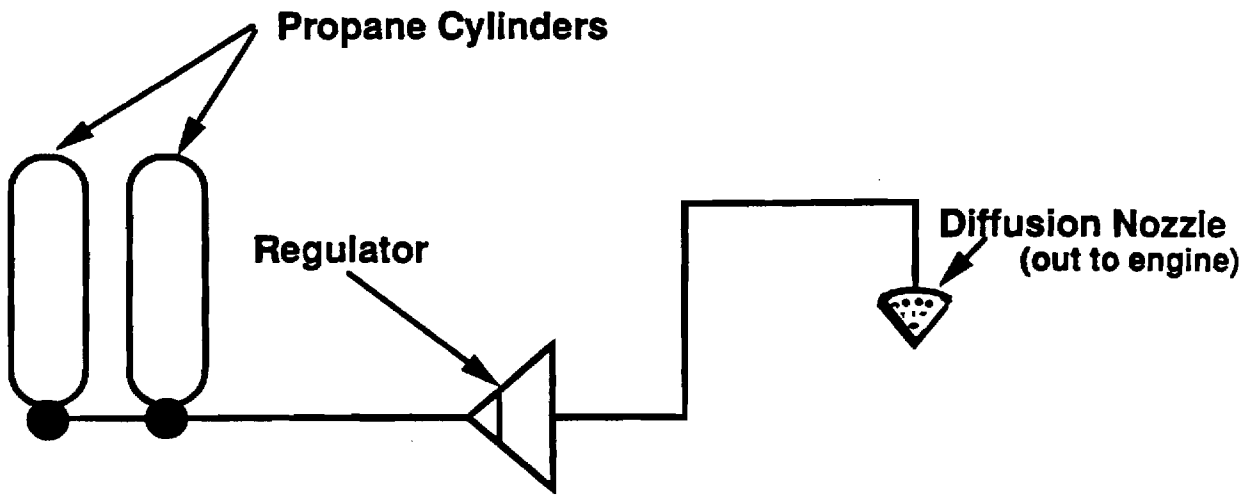 Propane Cylinders
Regulator
Diffusion Nozzle
(out to engine)